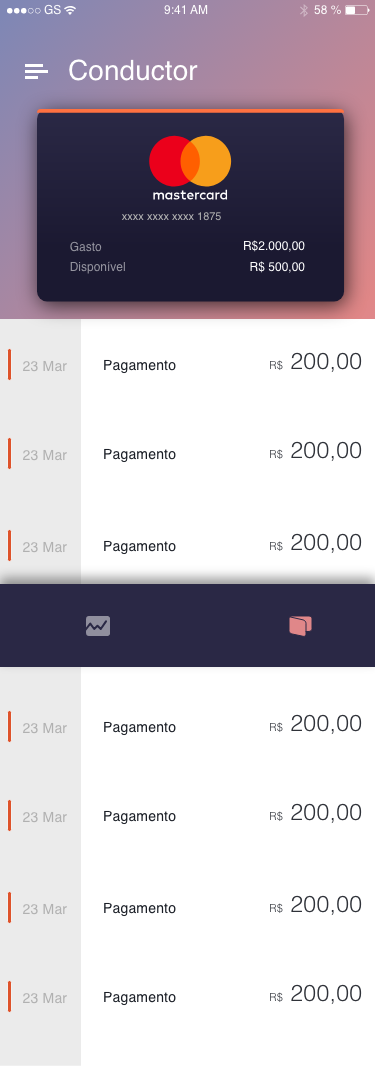 GS 9:41 AM 58 %
Conductor
mastercard
xxxx xxxx xxxx 1875
Gasto R$2.000,00
Disponível R$ 500,00
23 Mar Pagamento R$ 200,00
23 Mar Pagamento R$ 200,00
23 Mar Pagamento R$ 200,00
23 Mar Pagamento R$ 200,00
23 Mar Pagamento R$ 200,00
23 Mar Pagamento R$ 200,00
23 Mar Pagamento R$ 200,00